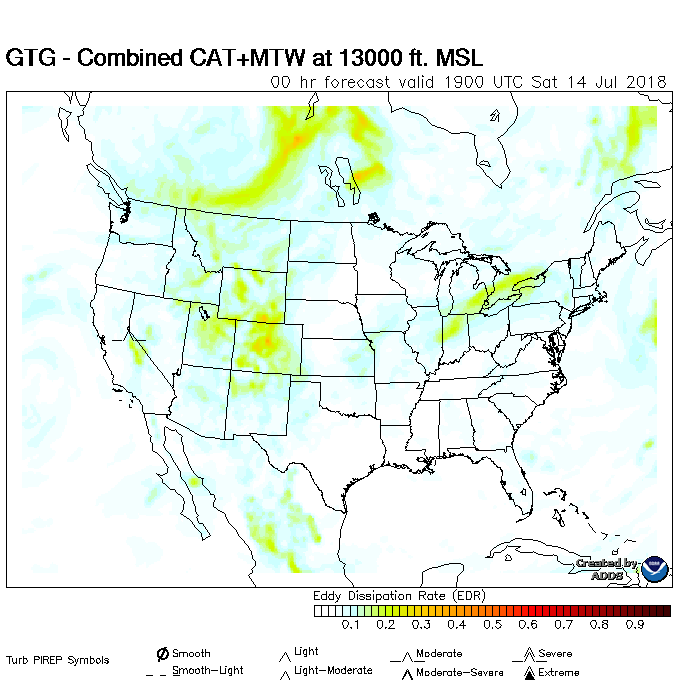 GTG - Combined CAT+MTW at 13000 ft. MSL
00 hr forecast valid 1900 UTC Sat 14 Jul 2018
Created by
ADDS
Eddy Dissipation Rate (EDR)
0.1 0.2 0.3 0.4 0.5 0.6 0.7 0.8 0.9
Turb PIREP Symbols
Smooth Light Moderate Severe
Smooth-Light Light-Moderate Moderate-Severe Extreme